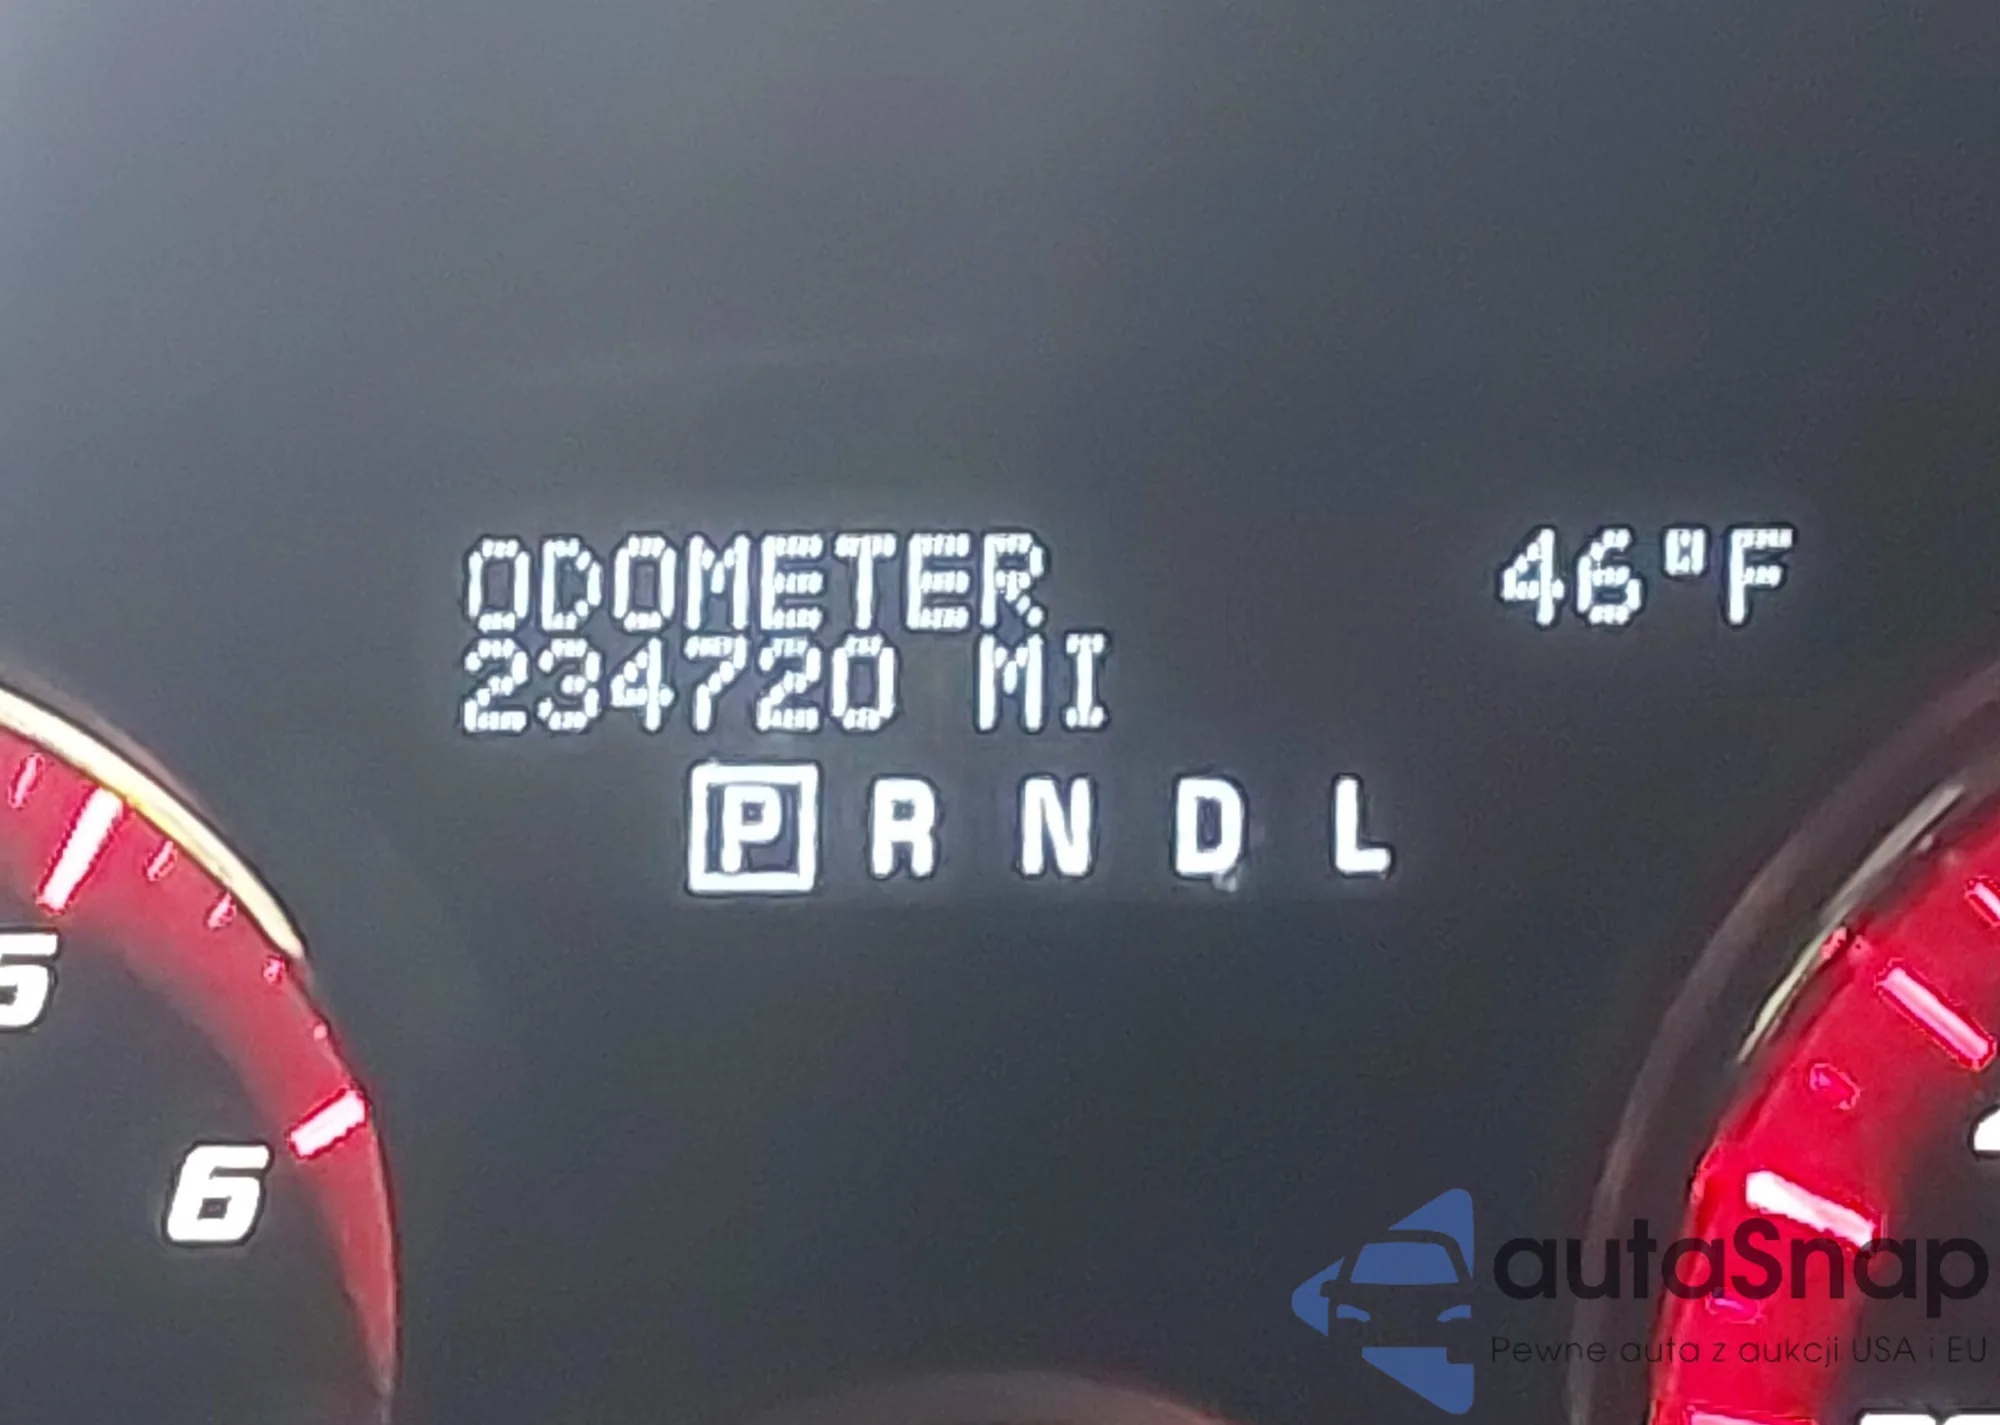 ODOMETER 46°F
234720 MI
P R N D L
5
6
autaSnap
Pewne auta z aukcji USA i EU